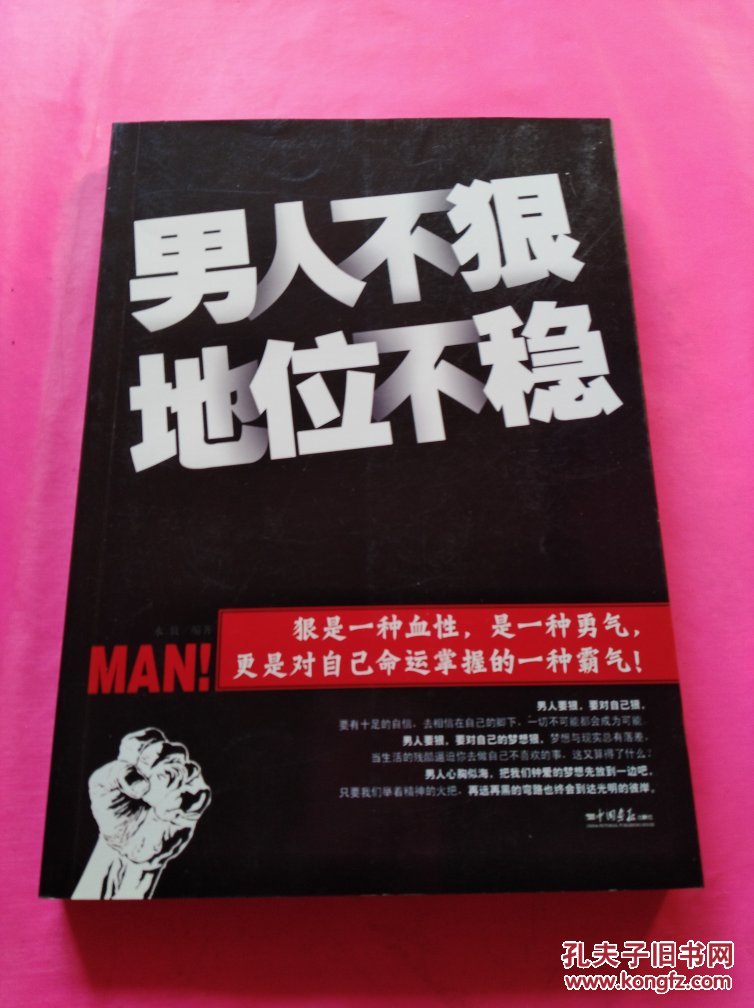 男人不狠
地位不稳
编著
MAN!
狠是一种血性，是一种勇气，
更是对自己命运掌握的一种霸气！
男人要狠，要对自己狠，
要有十足的自信，去相信在自己的脚下，一切不可能都会成为可能。
男人要狠，要对自己的梦想狠，梦想与现实总有落差，
当生活的残酷逼迫你去做自己不喜欢的事，这又算得了什么？
男人心胸似海，把我们钟爱的梦想先放到一边吧，
只要我们举着精神的火把，再远再黑的弯路也终会到达光明的彼岸。
中国画报出版社
孔夫子旧书网
www.kongfz.com